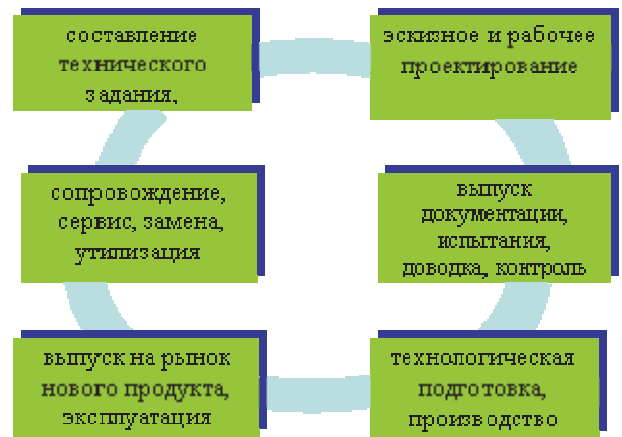 составление
технического
задания,
эскизное и рабочее
проектирование
сопровождение,
сервис, замена,
утилизация
выпуск
документации,
испытания,
доводка, контроль
выпуск на рынок
нового продукта,
эксплуатация
технологическая
подготовка,
производство